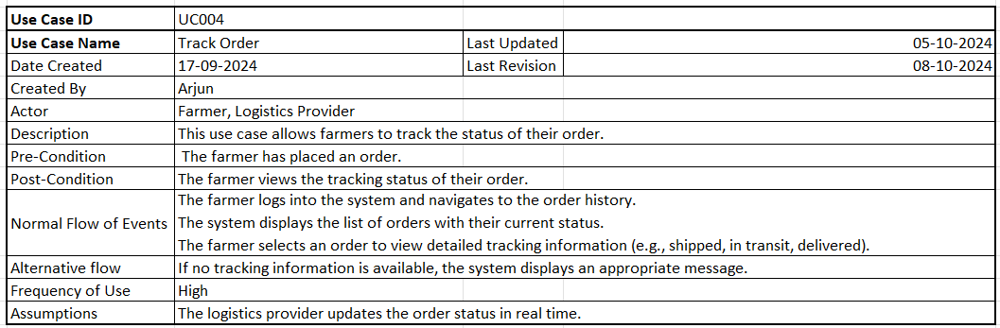 Use Case ID UC004
Use Case Name Track Order Last Updated 05-10-2024
Date Created 17-09-2024 Last Revision 08-10-2024
Created By Arjun
Actor Farmer, Logistics Provider
Description This use case allows farmers to track the status of their order.
Pre-Condition The farmer has placed an order.
Post-Condition The farmer views the tracking status of their order.
Normal Flow of Events The farmer logs into the system and navigates to the order history.
The system displays the list of orders with their current status.
The farmer selects an order to view detailed tracking information (e.g., shipped, in transit, delivered).
Alternative flow If no tracking information is available, the system displays an appropriate message.
Frequency of Use High
Assumptions The logistics provider updates the order status in real time.